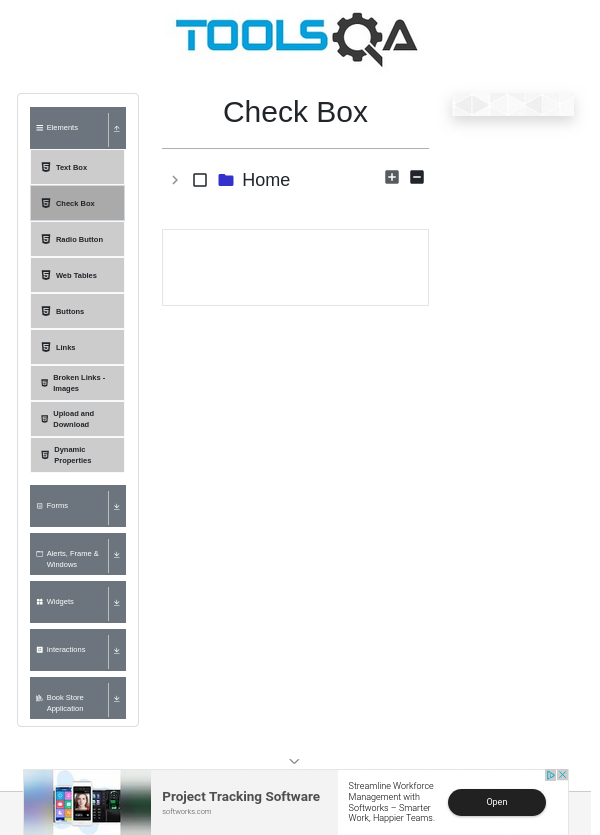 TOOLSQA
Check Box
Elements
Text Box
Check Box
Radio Button
Web Tables
Buttons
Links
Broken Links -
Images
Upload and
Download
Dynamic
Properties
Forms
Alerts, Frame &
Windows
Widgets
Interactions
Book Store
Application
Home
Project Tracking Software
softworks.com
Streamline Workforce
Management with
Softworks – Smarter
Work, Happier Teams.
Open